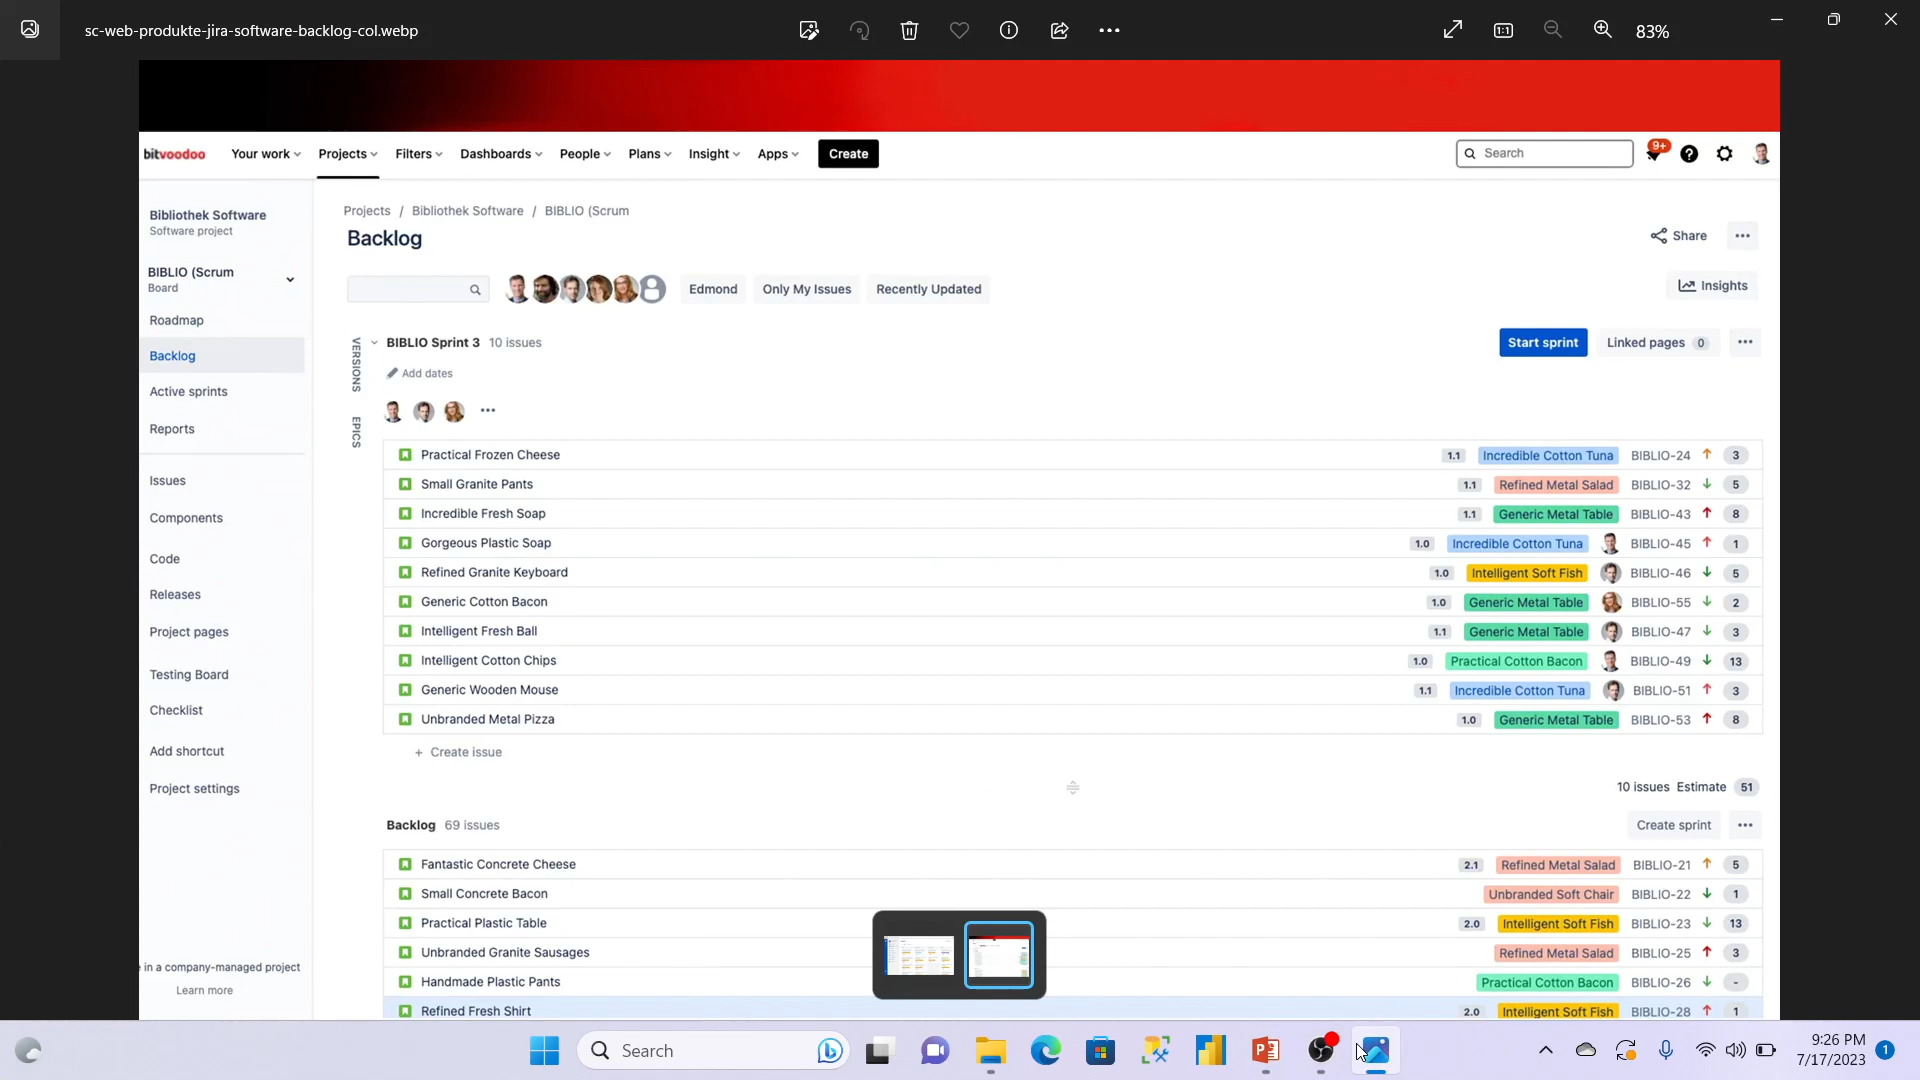 sc-web-produkte-jira-software-backlog-col.webp
83%
bitvoodoo
Your work
Projects
Filters
Dashboards
People
Plans
Insight
Apps
Create
Search
9+
Bibliothek Software
Software project
BIBLIO (Scrum
Board
Roadmap
Backlog
Active sprints
Reports
Issues
Components
Code
Releases
Project pages
Testing Board
Checklist
Add shortcut
Project settings
in a company-managed project
Learn more
Projects / Bibliothek Software / BIBLIO (Scrum
Backlog
Share
Edmond
Only My Issues
Recently Updated
Insights
VERSIONS
EPICS
BIBLIO Sprint 3 10 issues
Start sprint
Linked pages 0
Add dates
Practical Frozen Cheese 1.1 Incredible Cotton Tuna BIBLIO-24 3
Small Granite Pants 1.1 Refined Metal Salad BIBLIO-32 5
Incredible Fresh Soap 1.1 Generic Metal Table BIBLIO-43 8
Gorgeous Plastic Soap 1.0 Incredible Cotton Tuna BIBLIO-45 1
Refined Granite Keyboard 1.0 Intelligent Soft Fish BIBLIO-46 5
Generic Cotton Bacon 1.0 Generic Metal Table BIBLIO-55 2
Intelligent Fresh Ball 1.1 Generic Metal Table BIBLIO-47 3
Intelligent Cotton Chips 1.0 Practical Cotton Bacon BIBLIO-49 13
Generic Wooden Mouse 1.1 Incredible Cotton Tuna BIBLIO-51 3
Unbranded Metal Pizza 1.0 Generic Metal Table BIBLIO-53 8
+ Create issue
10 issues Estimate 51
Backlog 69 issues
Create sprint
Fantastic Concrete Cheese 2.1 Refined Metal Salad BIBLIO-21 5
Small Concrete Bacon Unbranded Soft Chair BIBLIO-22 1
Practical Plastic Table 2.0 Intelligent Soft Fish BIBLIO-23 13
Unbranded Granite Sausages Refined Metal Salad BIBLIO-25 3
Handmade Plastic Pants Practical Cotton Bacon BIBLIO-26 -
Refined Fresh Shirt 2.0 Intelligent Soft Fish BIBLIO-28 1
Search
9:26 PM
7/17/2023
1